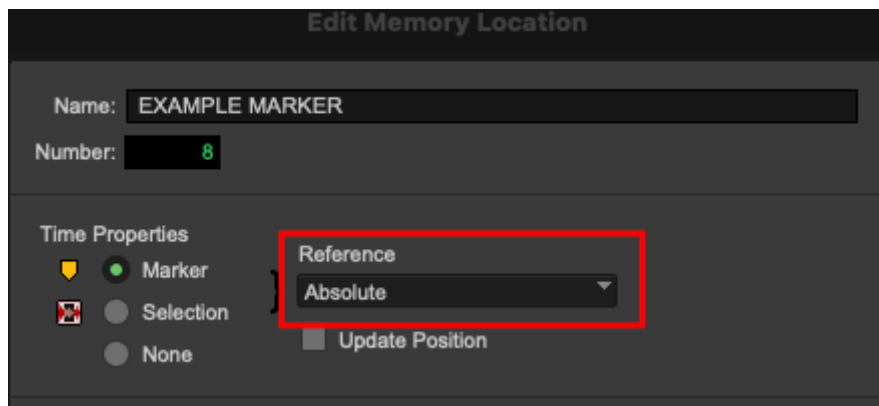 Edit Memory Location
Name: EXAMPLE MARKER
Number: 8
Time Properties
Marker
Selection
None
Reference
Absolute
Update Position